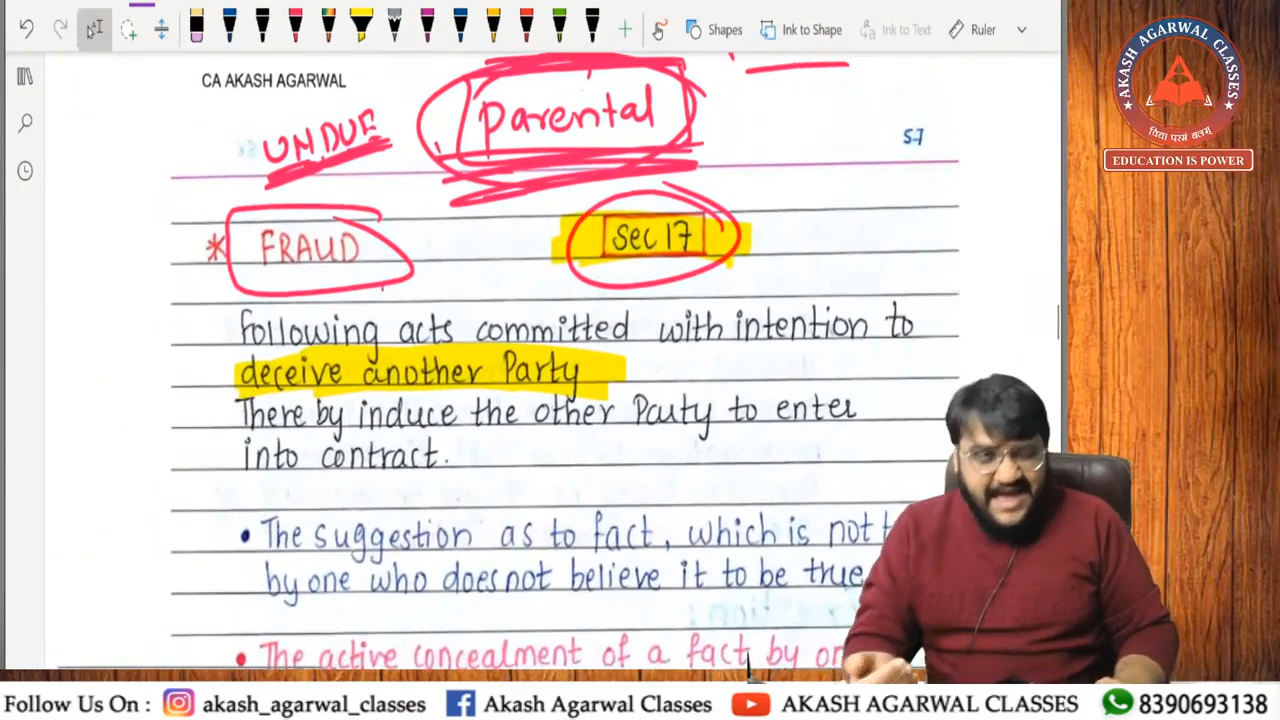 Shapes Ink to Shape Ink to Text Ruler
CA AKASH AGARWAL
Parental
UNDUE
57
* FRAUD Sec 17
Following acts committed with intention to
deceive another Party
There by induce the other Party to enter
into contract.
• The suggestion as to fact, which is not
by one who does not believe it to be true
• The active concealment of a fact by
AKASH AGARWAL CLASSES
विद्या परमं बलम्
EDUCATION IS POWER
Follow Us On : akash_agarwal_classes Akash Agarwal Classes AKASH AGARWAL CLASSES 8390693138